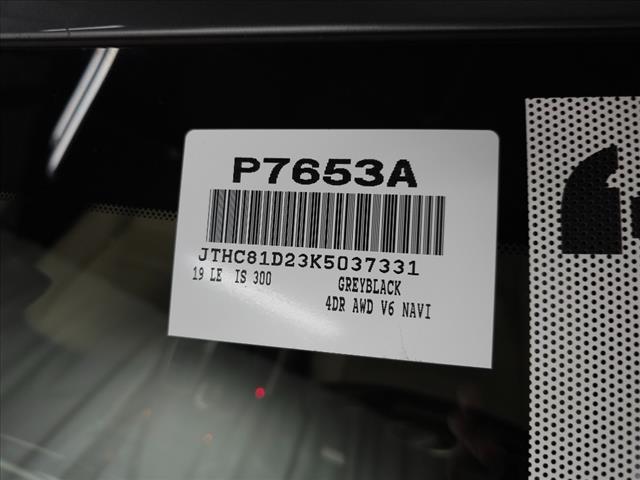 P7653A
JTHC81D23K5037331
19 LE IS 300 GREYBLACK
4DR AWD V6 NAVI